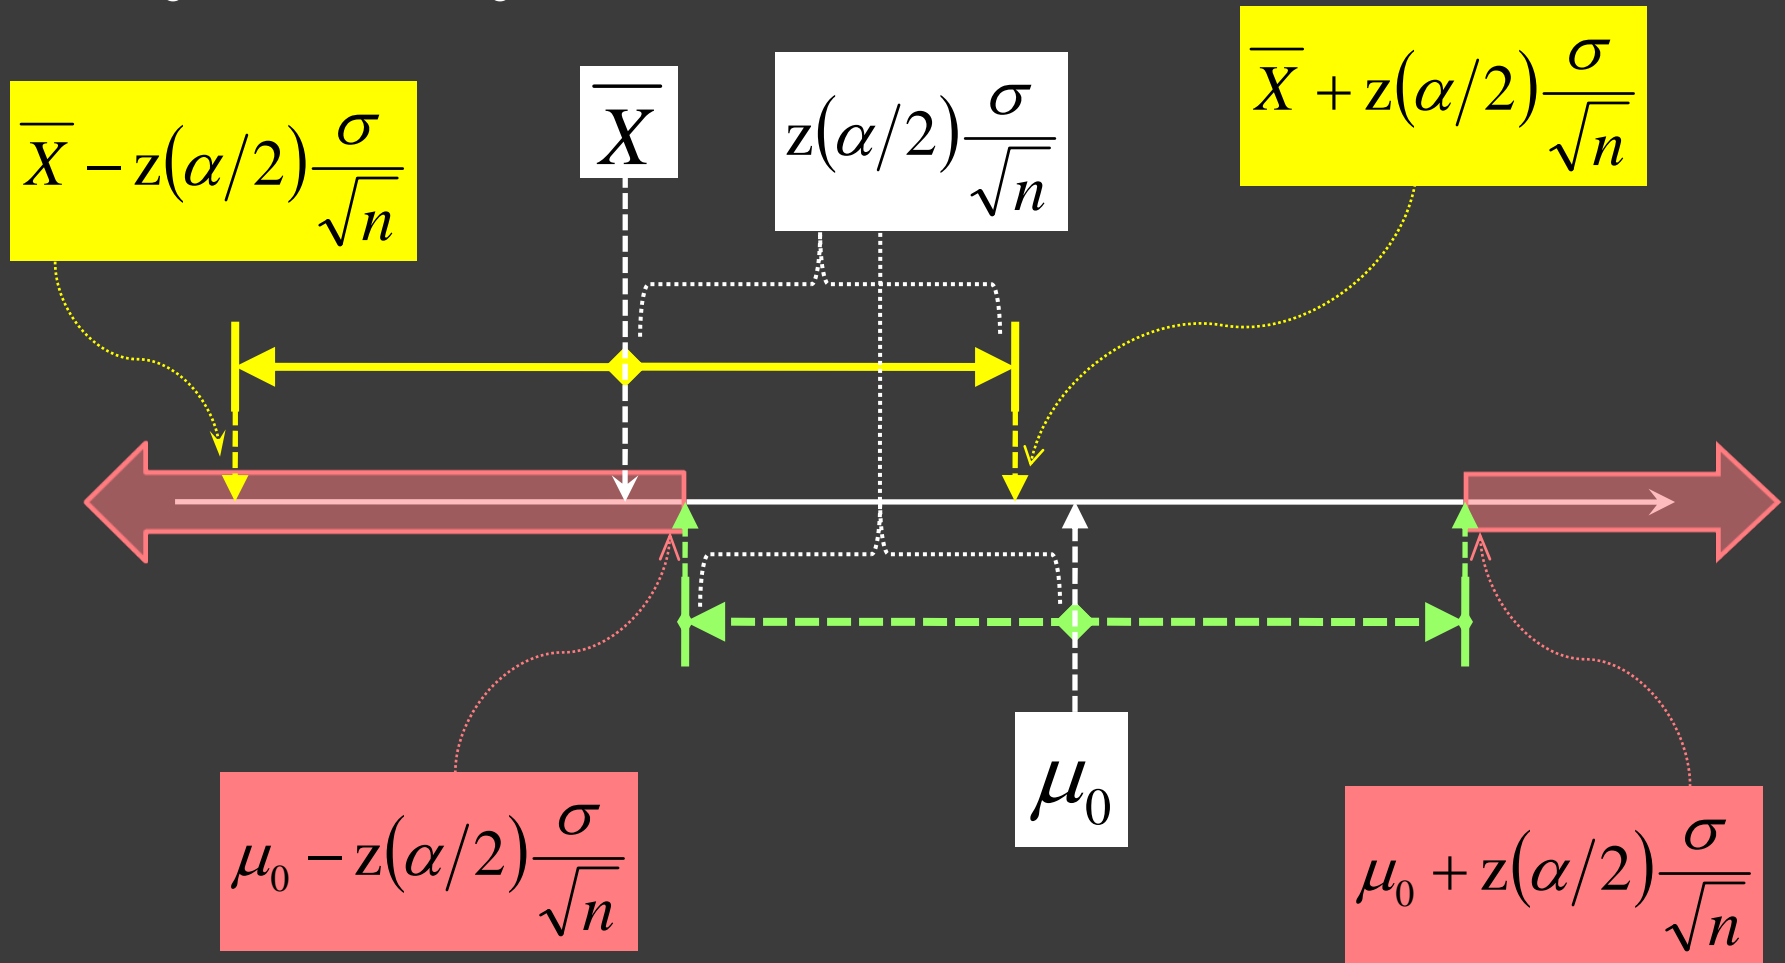 X̅ − z(α/2) σ/√n
X̅
z(α/2) σ/√n
X̅ + z(α/2) σ/√n
μ₀ − z(α/2) σ/√n
μ₀
μ₀ + z(α/2) σ/√n